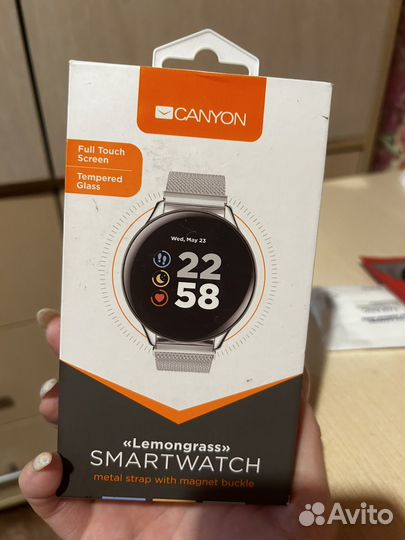 CANYON
Full Touch
Screen
Tempered
Glass
Wed, May 23
22
58
«Lemongrass»
SMARTWATCH
metal strap with magnet buckle
Avito